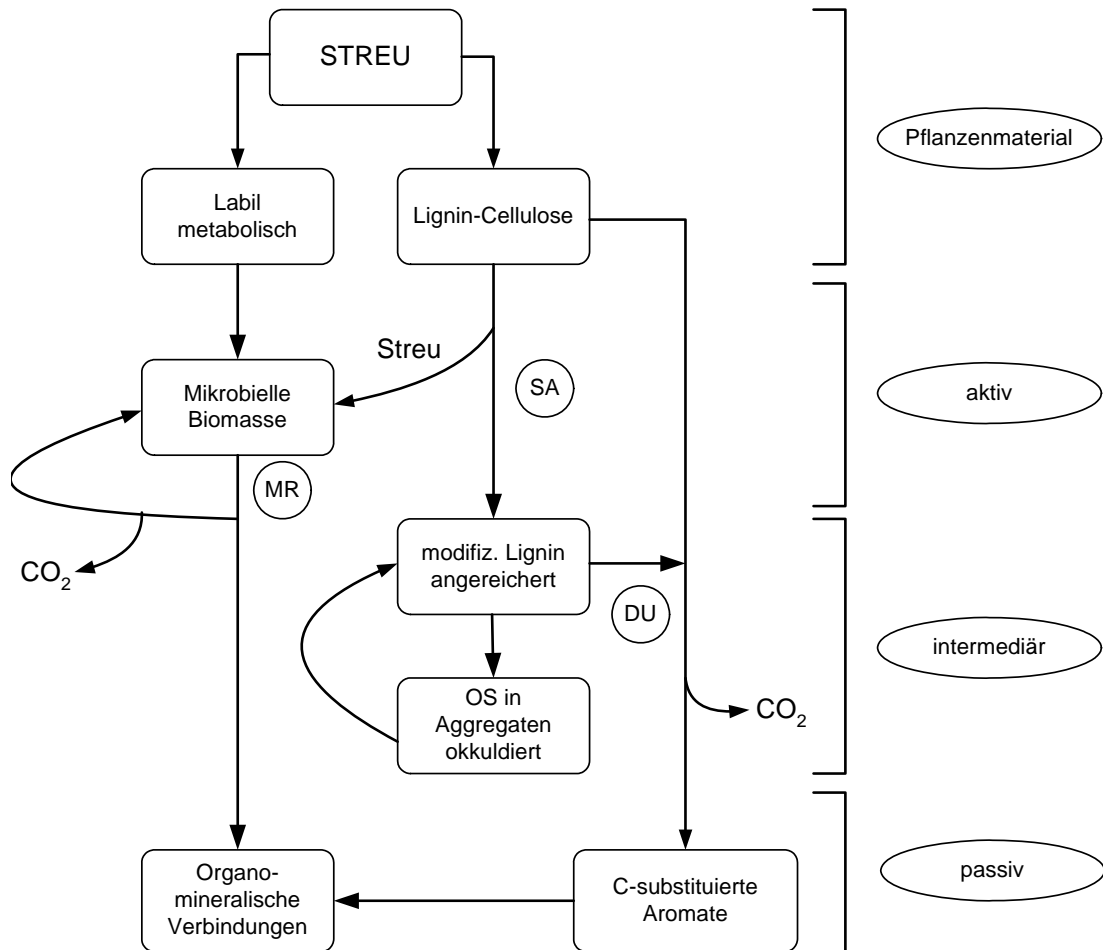 STREU
Pflanzenmaterial
Labil
metabolisch
Lignin-Cellulose
Streu
SA
aktiv
Mikrobielle
Biomasse
MR
CO2
modifiz. Lignin
angereichert
DU
intermediär
OS in
Aggregaten
okkuldiert
CO2
Organo-
mineralische
Verbindungen
C-substituierte
Aromate
passiv